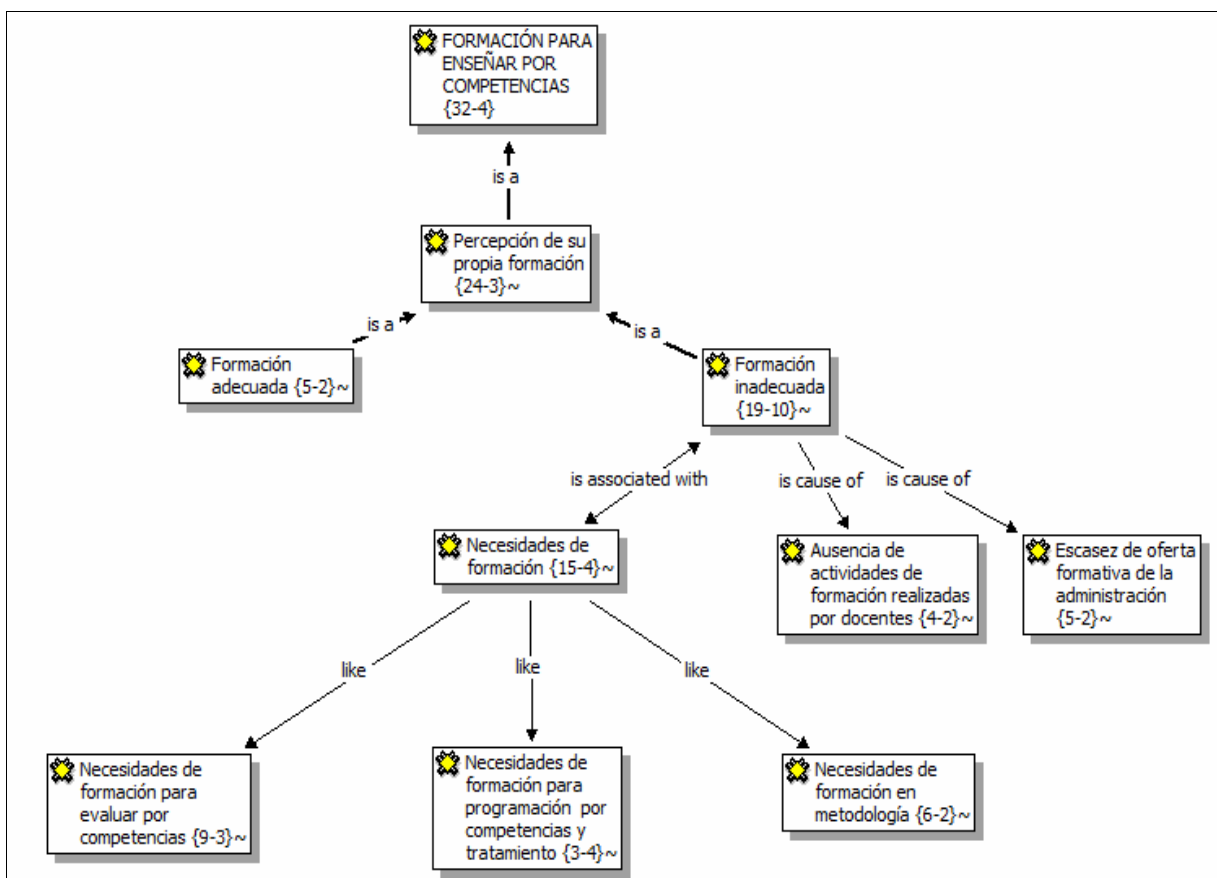 FORMACIÓN PARA
ENSEÑAR POR
COMPETENCIAS
{32-4}
is a
Percepción de su
propia formación
{24-3}~
is a
is a
Formación
adecuada {5-2}~
Formación
inadecuada
{19-10}~
is associated with
is cause of
is cause of
Necesidades de
formación {15-4}~
Ausencia de
actividades de
formación realizadas
por docentes {4-2}~
Escasez de oferta
formativa de la
administración
{5-2}~
like
like
like
Necesidades de
formación para
evaluar por
competencias {9-3}~
Necesidades de
formación para
programación por
competencias y
tratamiento {3-4}~
Necesidades de
formación en
metodología {6-2}~